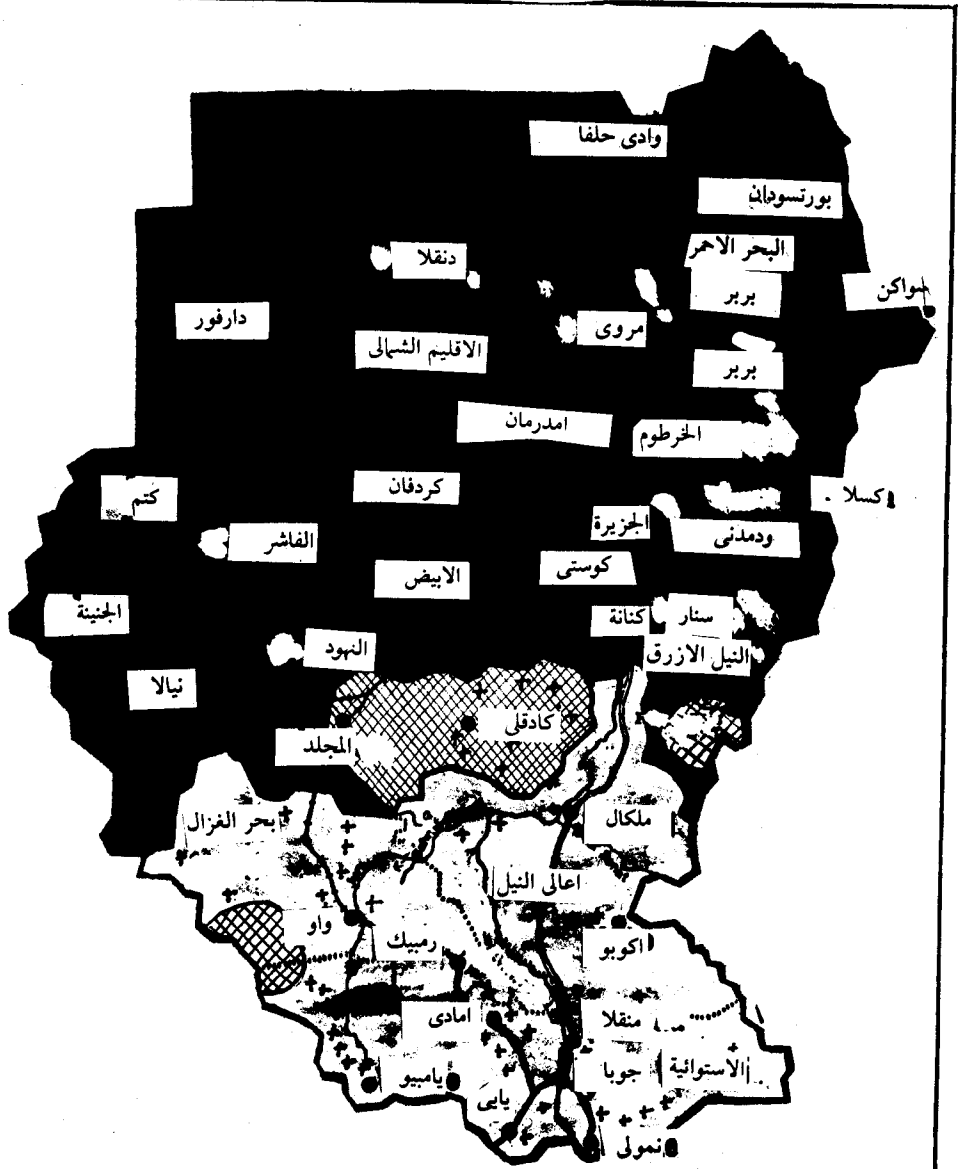 وادى حلفا
بورتسودان
البحر الاحمر
دنقلا
سواكن
بربر
دارفور
مروى
الاقليم الشمالى
بربر
امدرمان
الخرطوم
كردفان
كتم
كسلا
الجزيرة
ودمدنى
الفاشر
كوستى
الابيض
الجنينة
كنانة
سنار
النهود
النيل الازرق
نيالا
كادقلى
المجلد
ملكال
بحر الغزال
اعالى النيل
واو
رمبيك
اكوبو
امادى
منقلا
الاستوائية
جوبا
يامبيو
يايى
نمولى